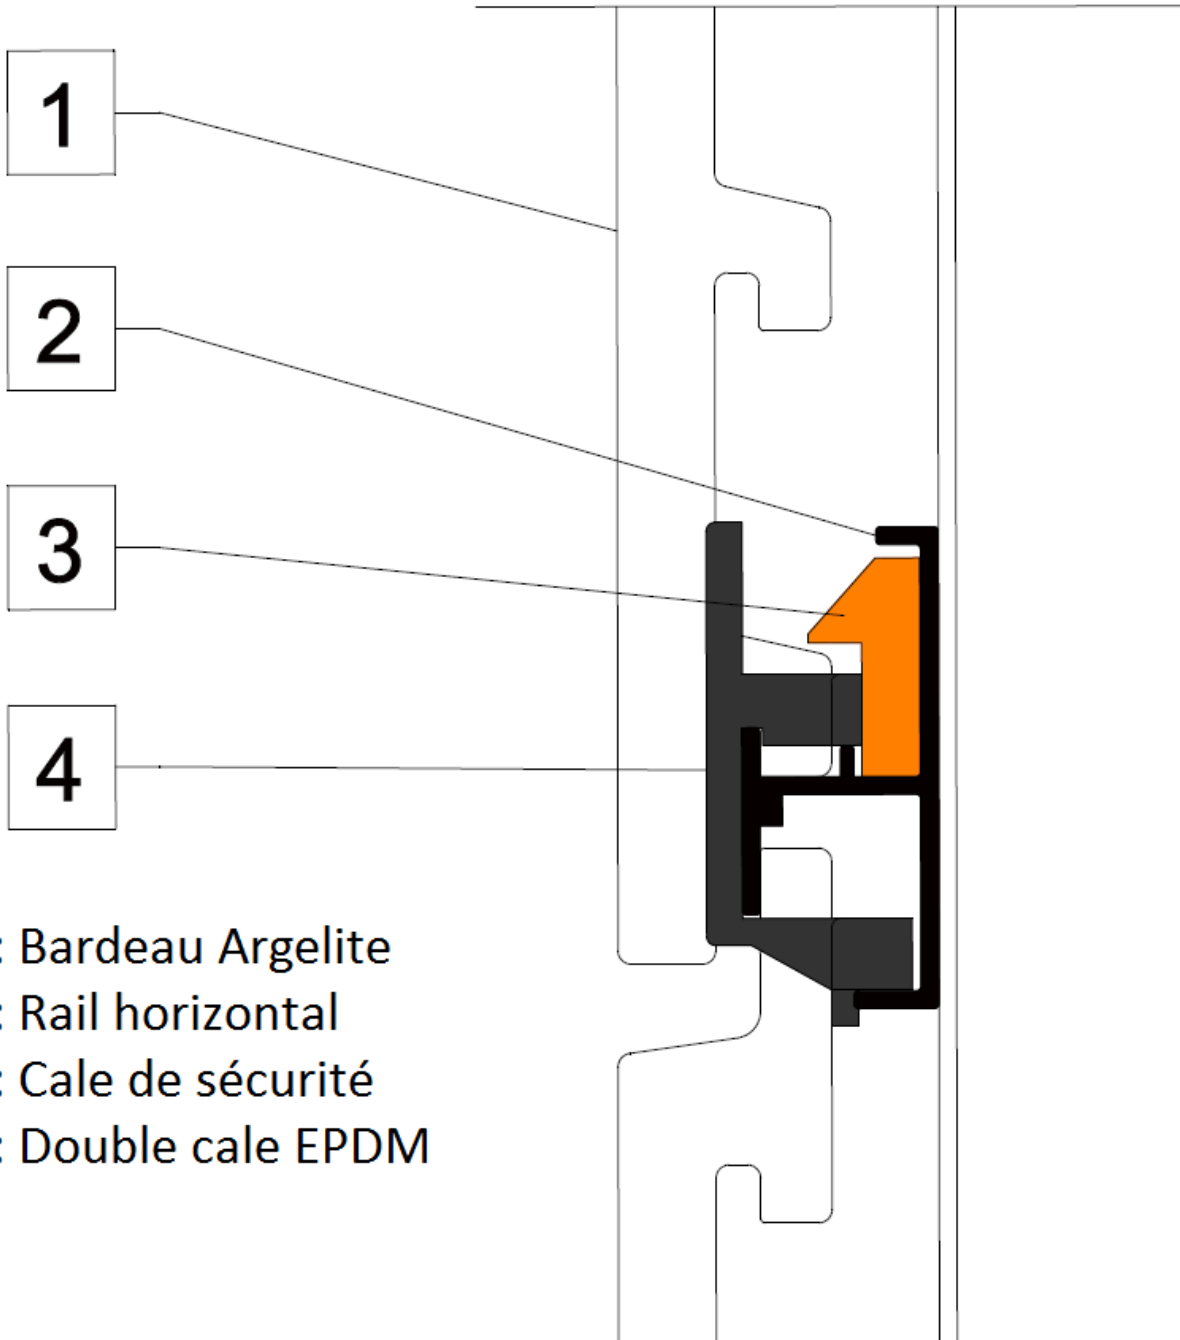 1
2
3
4
: Bardeau Argelite
: Rail horizontal
: Cale de sécurité
: Double cale EPDM